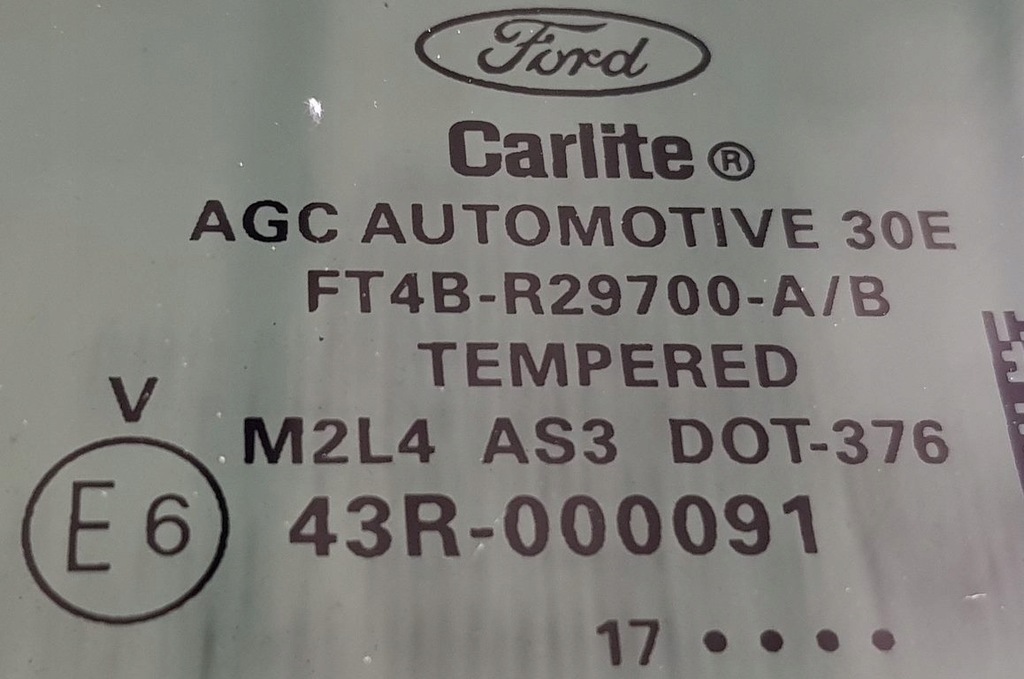 Ford
Carlite®
AGC AUTOMOTIVE 30E
FT4B-R29700-A/B
TEMPERED
V
M2L4 AS3 DOT-376
E6 43R-000091
17 • • • •